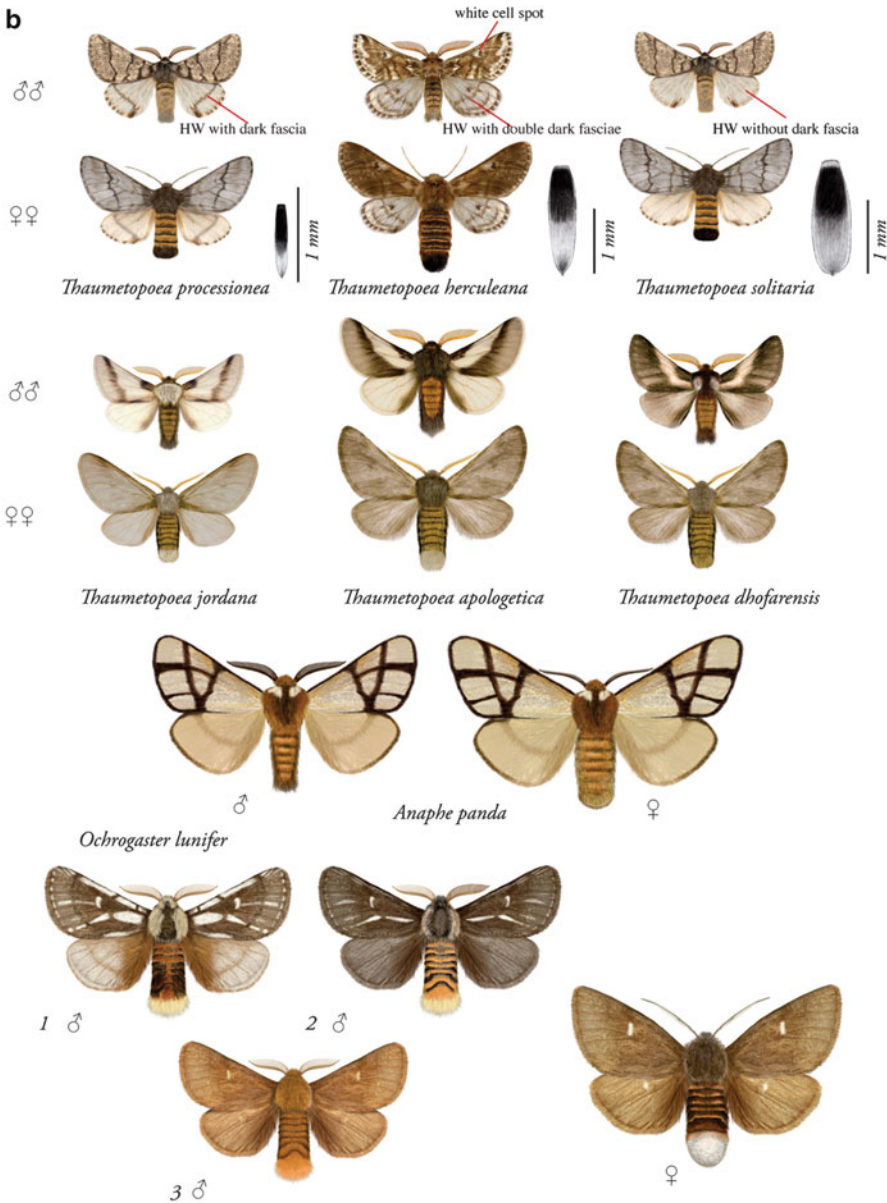 b
white cell spot
♂♂
HW with dark fascia
HW with double dark fasciae
HW without dark fascia
♀♀
1 mm
1 mm
1 mm
Thaumetopoea processionea
Thaumetopoea herculeana
Thaumetopoea solitaria
♂♂
♀♀
Thaumetopoea jordana
Thaumetopoea apologetica
Thaumetopoea dhofarensis
♂
Anaphe panda
♀
Ochrogaster lunifer
1 ♂
2 ♂
3 ♂
♀